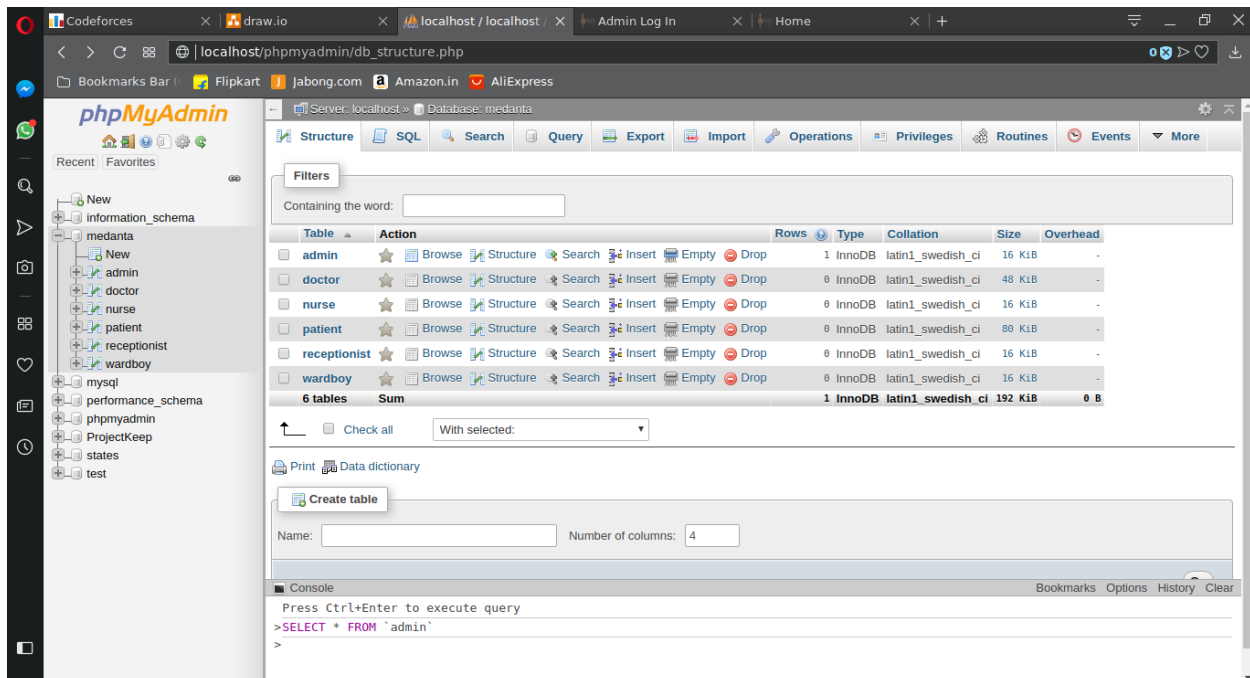 Codeforces draw.io localhost / localhost / Admin Log In Home
localhost/phpmyadmin/db_structure.php 0
Bookmarks Bar ( Flipkart Jabong.com Amazon.in AliExpress
phpMyAdmin
Recent Favorites
New
information_schema
medanta
New
admin
doctor
nurse
patient
receptionist
wardboy
mysql
performance_schema
phpmyadmin
ProjectKeep
states
test
Server: localhost » Database: medanta
Structure SQL Search Query Export Import Operations Privileges Routines Events More
Filters
Containing the word:
Table Action Rows Type Collation Size Overhead
admin Browse Structure Search Insert Empty Drop 1 InnoDB latin1_swedish_ci 16 KiB -
doctor Browse Structure Search Insert Empty Drop 0 InnoDB latin1_swedish_ci 48 KiB -
nurse Browse Structure Search Insert Empty Drop 0 InnoDB latin1_swedish_ci 16 KiB -
patient Browse Structure Search Insert Empty Drop 0 InnoDB latin1_swedish_ci 80 KiB -
receptionist Browse Structure Search Insert Empty Drop 0 InnoDB latin1_swedish_ci 16 KiB -
wardboy Browse Structure Search Insert Empty Drop 0 InnoDB latin1_swedish_ci 16 KiB -
6 tables Sum 1 InnoDB latin1_swedish_ci 192 KiB 0 B
Check all With selected:
Print Data dictionary
Create table
Name: Number of columns: 4
Console Bookmarks Options History Clear
Press Ctrl+Enter to execute query
>SELECT * FROM `admin`
>